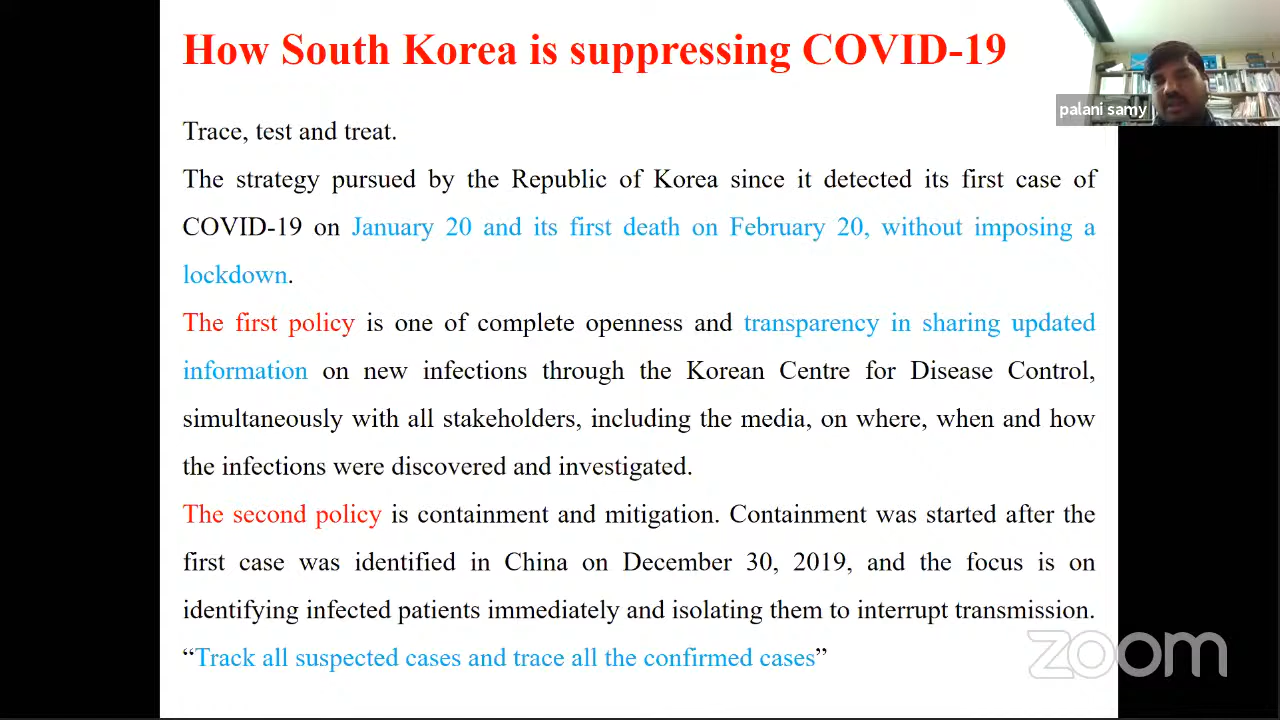 How South Korea is suppressing COVID-19
palani samy
Trace, test and treat.
The strategy pursued by the Republic of Korea since it detected its first case of
COVID-19 on January 20 and its first death on February 20, without imposing a
lockdown.
The first policy is one of complete openness and transparency in sharing updated
information on new infections through the Korean Centre for Disease Control,
simultaneously with all stakeholders, including the media, on where, when and how
the infections were discovered and investigated.
The second policy is containment and mitigation. Containment was started after the
first case was identified in China on December 30, 2019, and the focus is on
identifying infected patients immediately and isolating them to interrupt transmission.
“Track all suspected cases and trace all the confirmed cases”
zoom